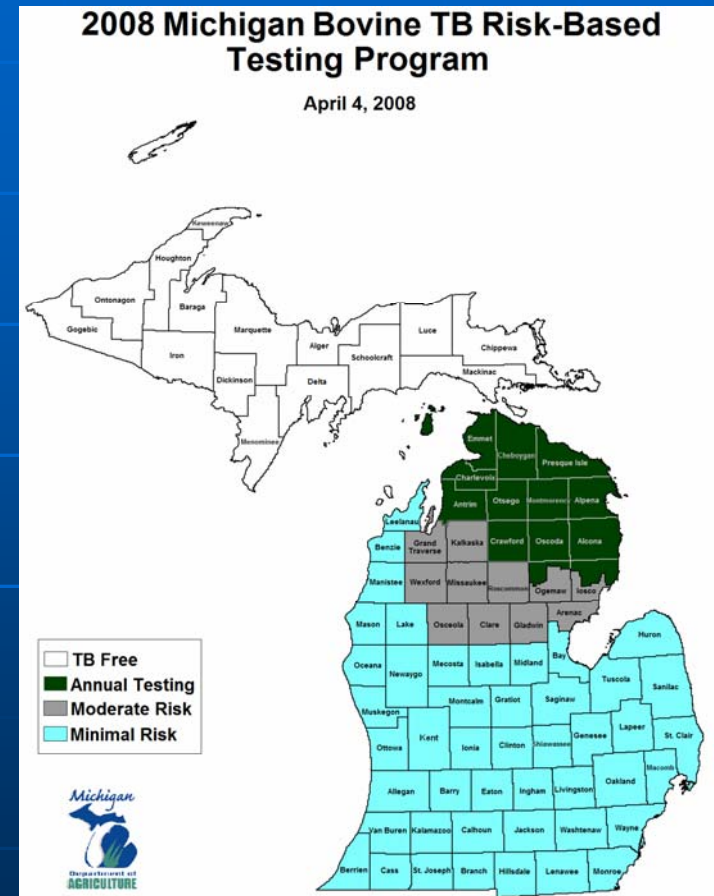 2008 Michigan Bovine TB Risk-Based
Testing Program
April 4, 2008
Keweenaw
Houghton
Ontonagon
Baraga
Gogebic
Marquette
Luce
Alger
Chippewa
Iron
Schoolcraft
Mackinac
Dickinson
Delta
Menominee
Emmet
Cheboygan
Presque Isle
Charlevoix
Antrim
Otsego
Montmorency
Alpena
Leelanau
Benzie
Grand
Traverse
Kalkaska
Crawford
Oscoda
Alcona
Manistee
Wexford
Missaukee
Roscommon
Ogemaw
Iosco
Arenac
Mason
Lake
Osceola
Clare
Gladwin
Huron
Oceana
Newaygo
Mecosta
Isabella
Midland
Bay
Tuscola
Sanilac
Muskegon
Montcalm
Gratiot
Saginaw
Ottowa
Kent
Ionia
Clinton
Shiawassee
Genesee
Lapeer
St. Clair
Allegan
Barry
Eaton
Ingham
Livingston
Oakland
Macomb
Van Buren
Kalamazoo
Calhoun
Jackson
Washtenaw
Wayne
Berrien
Cass
St. Joseph
Branch
Hillsdale
Lenawee
Monroe
TB Free
Annual Testing
Moderate Risk
Minimal Risk
Michigan
Department of
AGRICULTURE